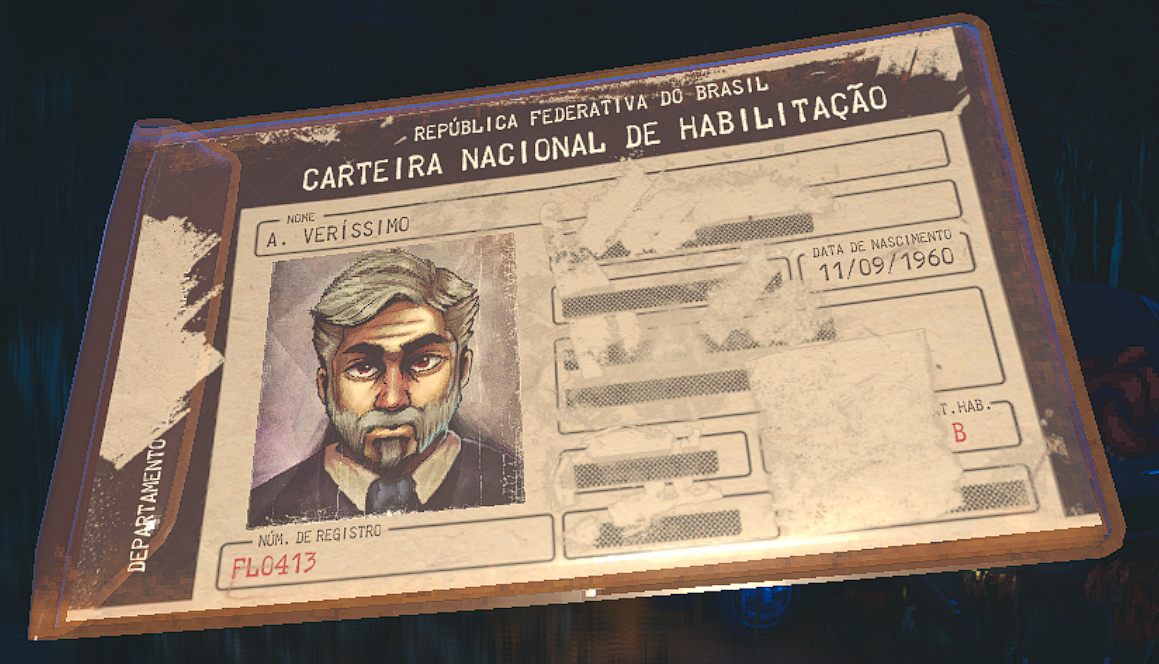 REPÚBLICA FEDERATIVA DO BRASIL
CARTEIRA NACIONAL DE HABILITAÇÃO
NOME
A. VERÍSSIMO
DATA DE NASCIMENTO
11/09/1960
T.HAB.
B
NÚM. DE REGISTRO
FL0413
DEPARTAMENTO